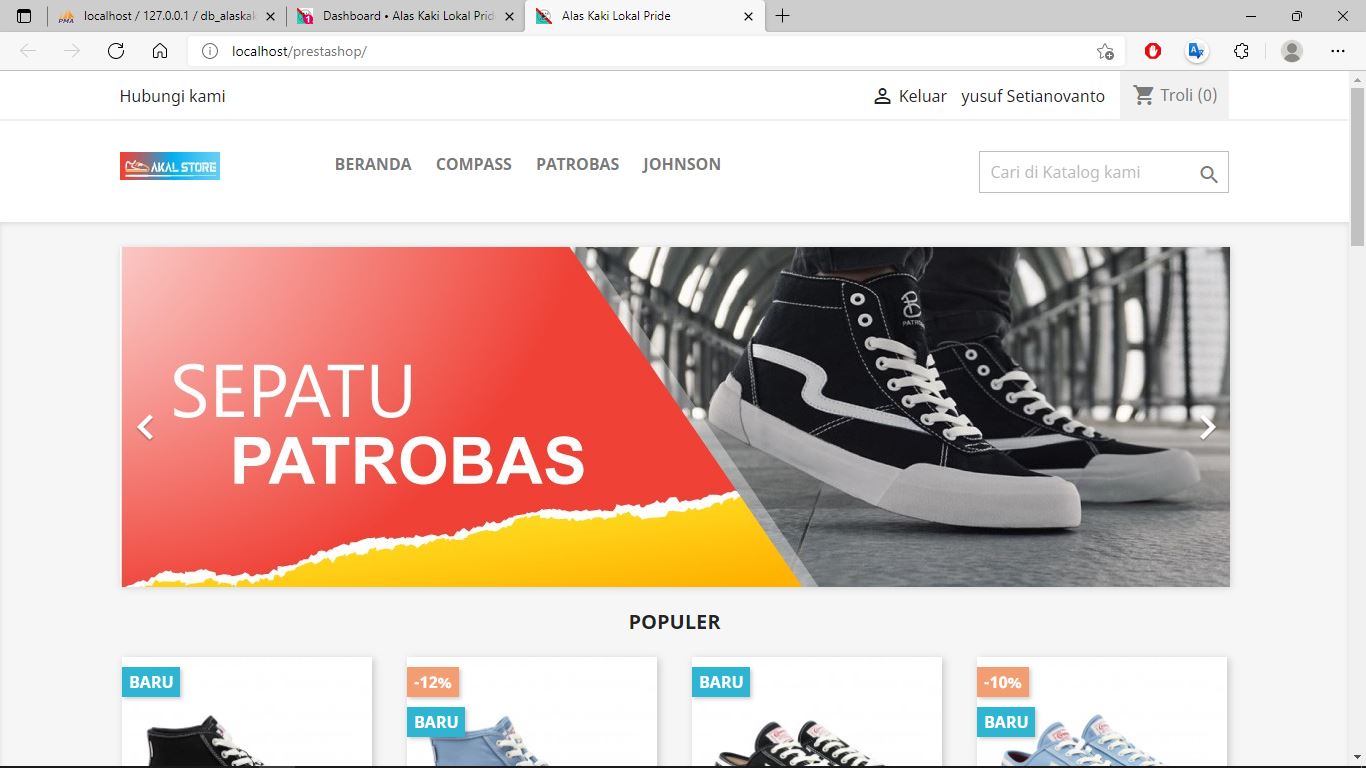 localhost / 127.0.0.1 / db_alaskak
Dashboard • Alas Kaki Lokal Prid
Alas Kaki Lokal Pride
localhost/prestashop/
Hubungi kami
Keluar yusuf Setianovanto
Troli (0)
AKAL STORE
BERANDA COMPASS PATROBAS JOHNSON
Cari di Katalog kami
SEPATU
PATROBAS
POPULER
BARU
-12%
BARU
BARU
-10%
BARU